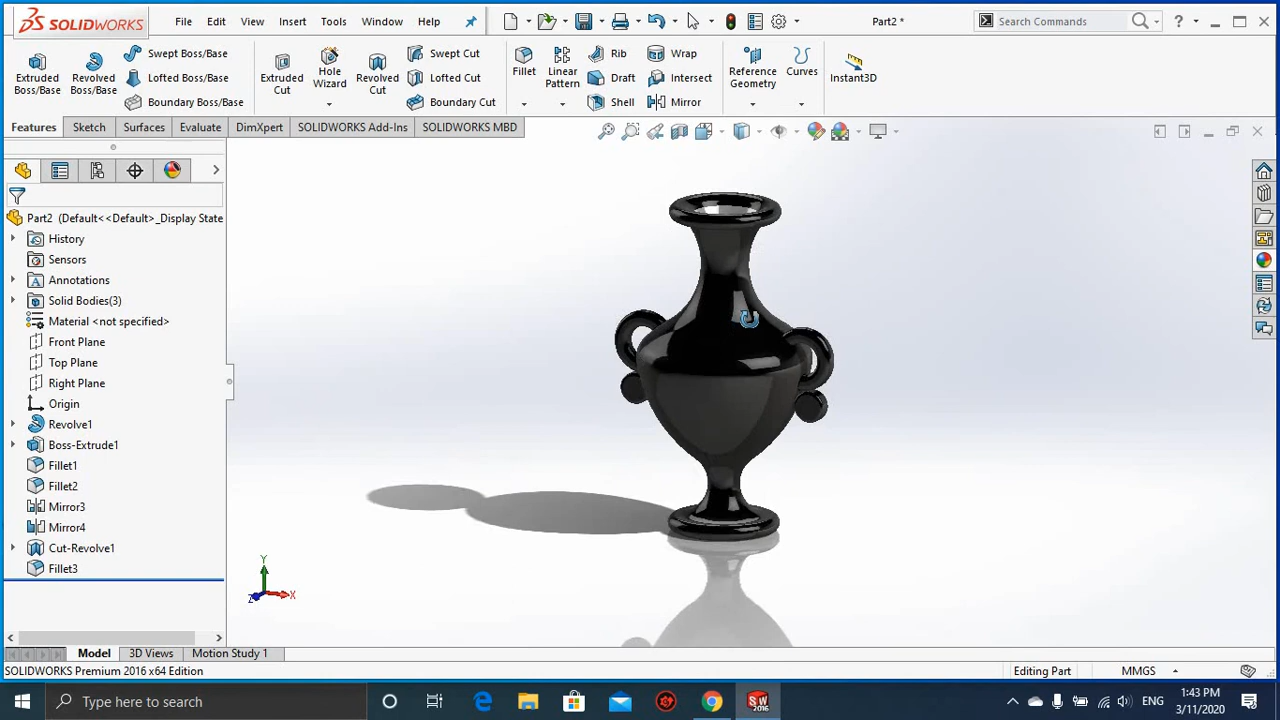 SOLIDWORKS File Edit View Insert Tools Window Help Part2 * Search Commands ?
Extruded Boss/Base
Revolved Boss/Base
Swept Boss/Base
Lofted Boss/Base
Boundary Boss/Base
Extruded Cut
Hole Wizard
Revolved Cut
Swept Cut
Lofted Cut
Boundary Cut
Fillet
Linear Pattern
Rib
Draft
Shell
Wrap
Intersect
Mirror
Reference Geometry
Curves
Instant3D
Features Sketch Surfaces Evaluate DimXpert SOLIDWORKS Add-Ins SOLIDWORKS MBD
Part2 (Default<<Default>_Display State
History
Sensors
Annotations
Solid Bodies(3)
Material <not specified>
Front Plane
Top Plane
Right Plane
Origin
Revolve1
Boss-Extrude1
Fillet1
Fillet2
Mirror3
Mirror4
Cut-Revolve1
Fillet3
Y
Z X
Model 3D Views Motion Study 1
SOLIDWORKS Premium 2016 x64 Edition Editing Part MMGS
Type here to search ENG 1:43 PM
3/11/2020